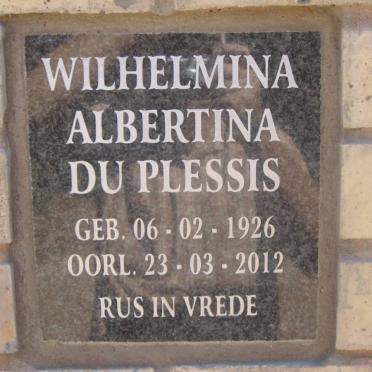 WILHELMINA
ALBERTINA
DU PLESSIS
GEB. 06 - 02 - 1926
OORL. 23 - 03 - 2012
RUS IN VREDE